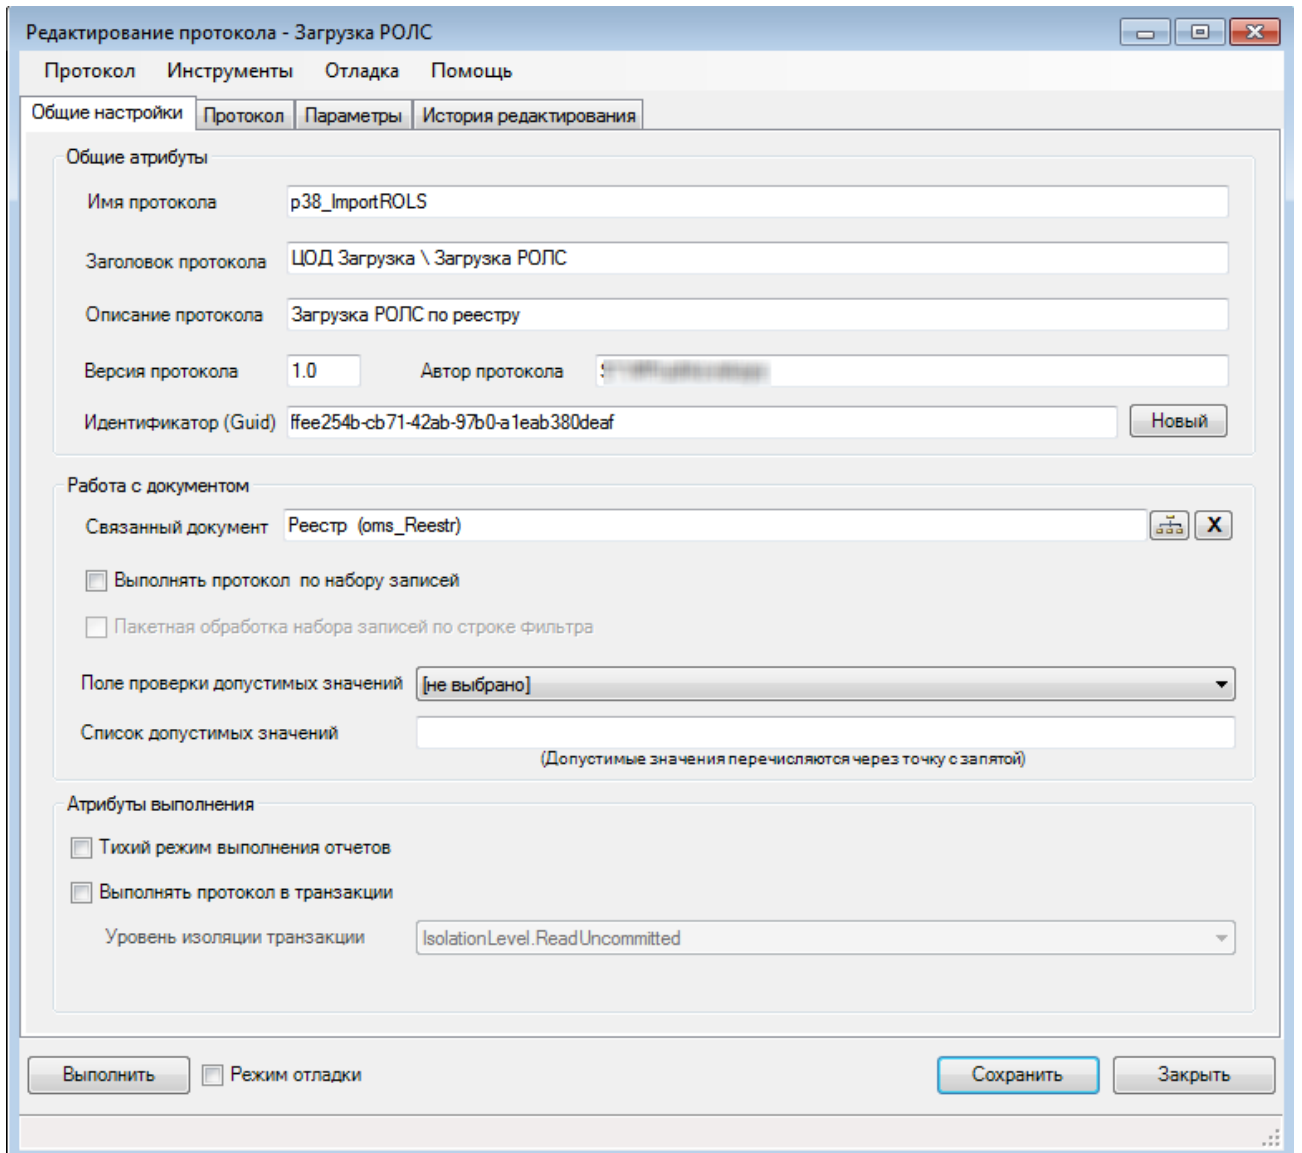 Редактирование протокола - Загрузка РОЛС
Протокол Инструменты Отладка Помощь
Общие настройки Протокол Параметры История редактирования
Общие атрибуты
Имя протокола p38_ImportROLS
Заголовок протокола ЦОД Загрузка \ Загрузка РОЛС
Описание протокола Загрузка РОЛС по реестру
Версия протокола 1.0 Автор протокола
Идентификатор (Guid) ffee254b-cb71-42ab-97b0-a1eab380deaf Новый
Работа с документом
Связанный документ Реестр (oms_Reestr) X
Выполнять протокол по набору записей
Пакетная обработка набора записей по строке фильтра
Поле проверки допустимых значений [не выбрано]
Список допустимых значений
(Допустимые значения перечисляются через точку с запятой)
Атрибуты выполнения
Тихий режим выполнения отчетов
Выполнять протокол в транзакции
Уровень изоляции транзакции IsolationLevel.ReadUncommitted
Выполнить Режим отладки Сохранить Закрыть